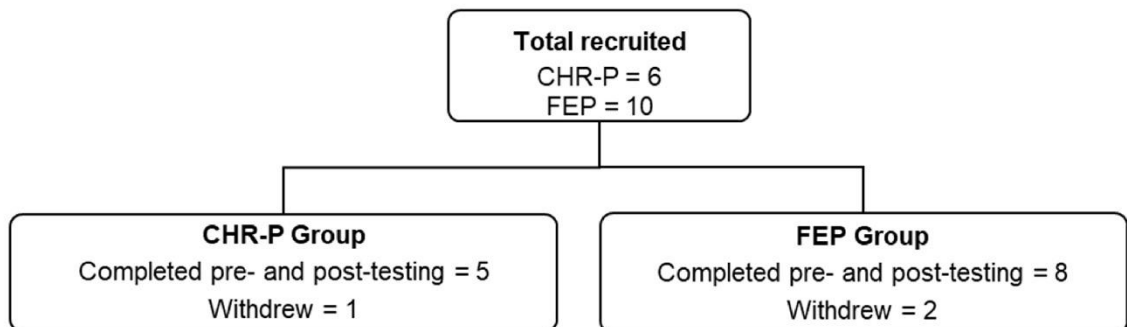 Total recruited
CHR-P = 6
FEP = 10
CHR-P Group
Completed pre- and post-testing = 5
Withdrew = 1
FEP Group
Completed pre- and post-testing = 8
Withdrew = 2